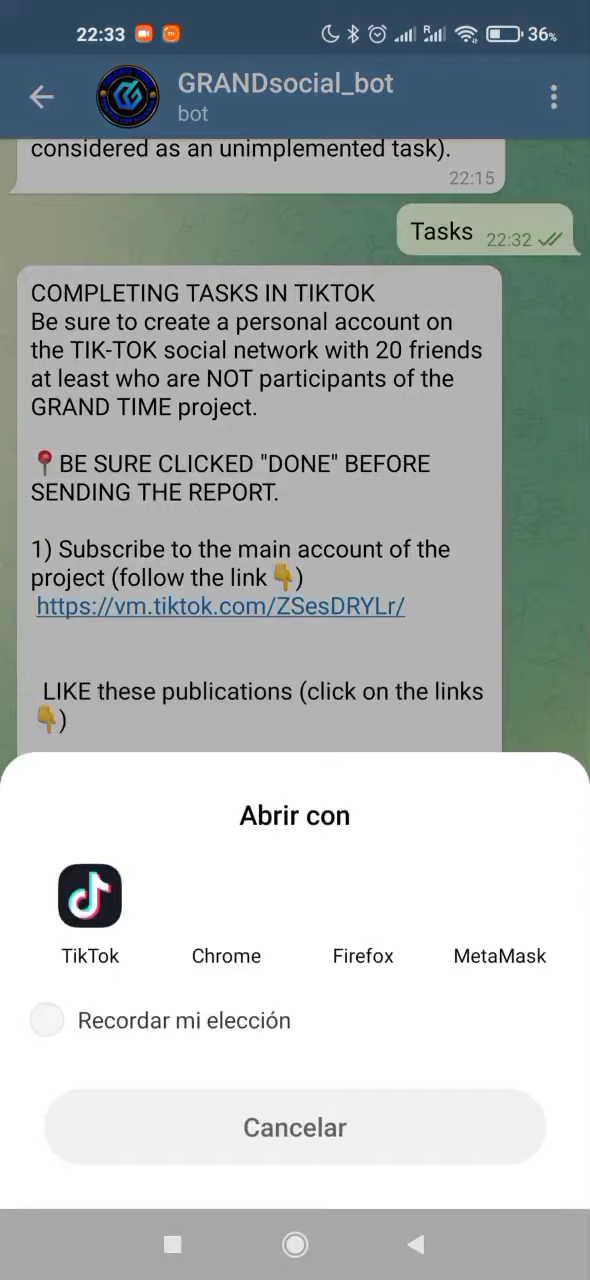 22:33
36%
GRANDsocial_bot
bot
considered as an unimplemented task).
22:15
Tasks 22:32
COMPLETING TASKS IN TIKTOK
Be sure to create a personal account on
the TIK-TOK social network with 20 friends
at least who are NOT participants of the
GRAND TIME project.
📍BE SURE CLICKED "DONE" BEFORE
SENDING THE REPORT.
1) Subscribe to the main account of the
project (follow the link👇)
https://vm.tiktok.com/ZSesDRYLr/
LIKE these publications (click on the links
👇)
Abrir con
TikTok Chrome Firefox MetaMask
Recordar mi elección
Cancelar